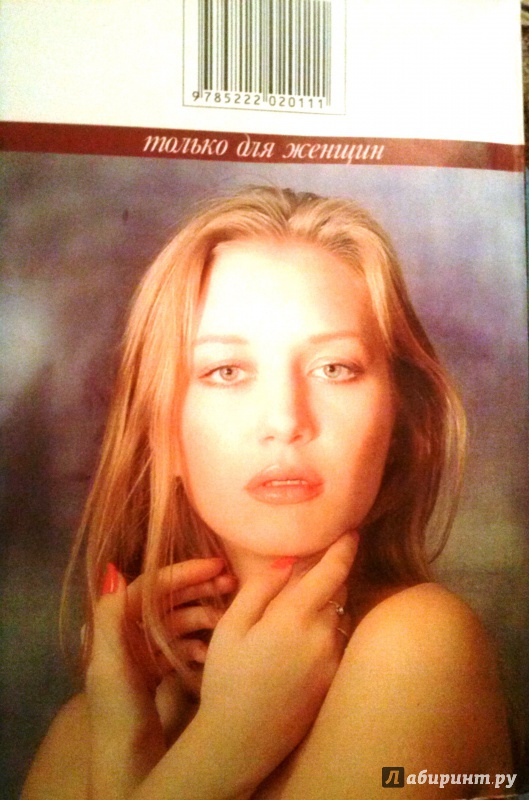 9785222020111
только для женщин
Лабиринт.ру